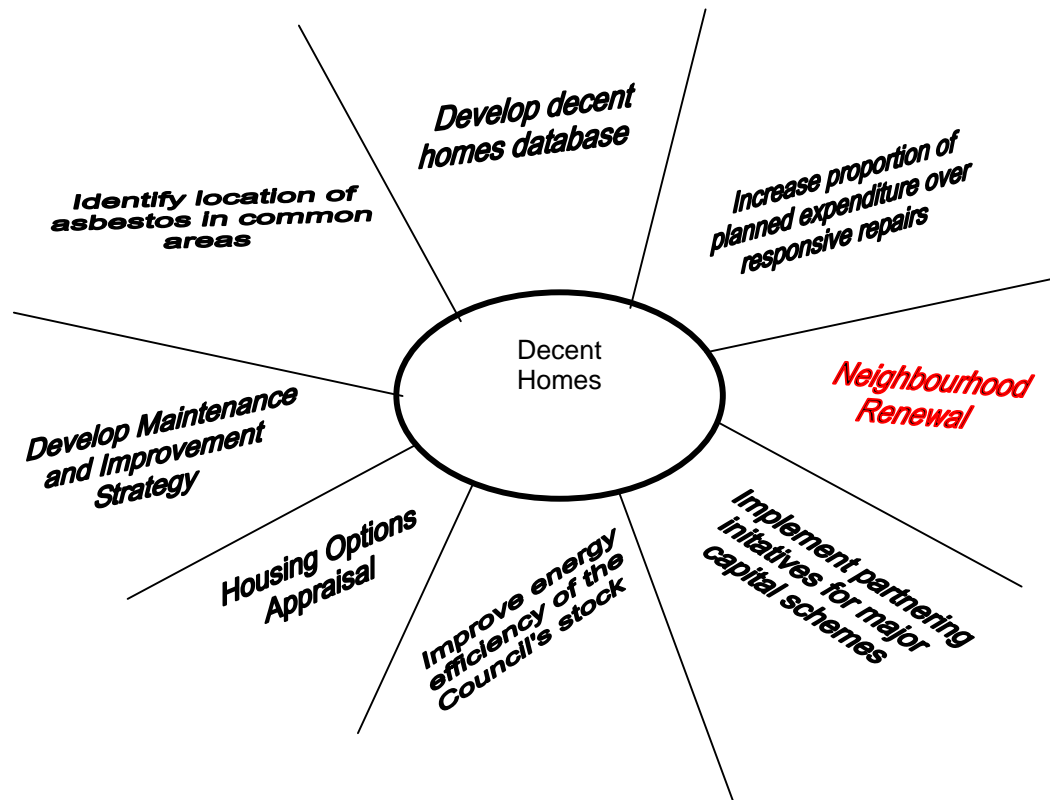 Develop decent
homes database
Increase proportion of
planned expenditure over
responsive repairs
Identify location of
asbestos in common
areas
Decent
Homes
Neighbourhood
Renewal
Develop Maintenance
and Improvement
Strategy
Housing Options
Appraisal
Improve energy
efficiency of the
Council's stock
Implement partnering
initatives for major
capital schemes